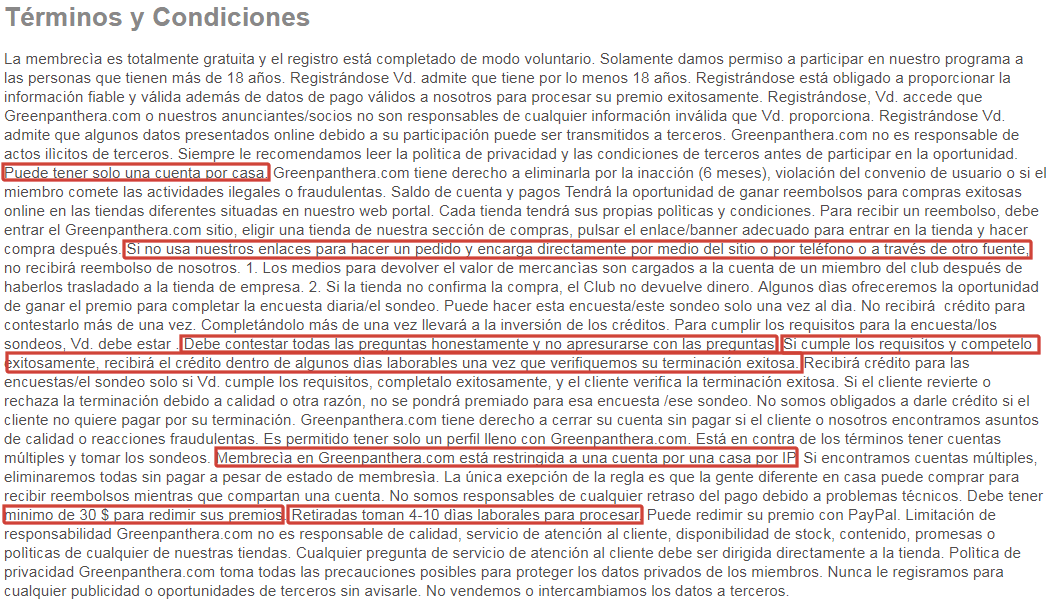 Términos y Condiciones
La membrecìa es totalmente gratuita y el registro está completado de modo voluntario. Solamente damos permiso a participar en nuestro programa a
las personas que tienen más de 18 años. Registrándose Vd. admite que tiene por lo menos 18 años. Registrándose está obligado a proporcionar la
información fiable y válida además de datos de pago válidos a nosotros para procesar su premio exitosamente. Registrándose, Vd. accede que
Greenpanthera.com o nuestros anunciantes/socios no son responsables de cualquier información inválida que Vd. proporciona. Registrándose Vd.
admite que algunos datos presentados online debido a su participación puede ser transmitidos a terceros. Greenpanthera.com no es responsable de
actos ilìcitos de terceros. Siempre le recomendamos leer la polìtica de privacidad y las condiciones de terceros antes de participar en la oportunidad.
Puede tener solo una cuenta por casa. Greenpanthera.com tiene derecho a eliminarla por la inacción (6 meses), violación del convenio de usuario o si el
miembro comete las actividades ilegales o fraudulentas. Saldo de cuenta y pagos Tendrá la oportunidad de ganar reembolsos para compras exitosas
online en las tiendas diferentes situadas en nuestro web portal. Cada tienda tendrá sus propias polìticas y condiciones. Para recibir un reembolso, debe
entrar el Greenpanthera.com sitio, eligir una tienda de nuestra sección de compras, pulsar el enlace/banner adecuado para entrar en la tienda y hacer
compra después. Si no usa nuestros enlaces para hacer un pedido y encarga directamente por medio del sitio o por teléfono o a través de otro fuente,
no recibirá reembolso de nosotros. 1. Los medios para devolver el valor de mercancìas son cargados a la cuenta de un miembro del club después de
haberlos trasladado a la tienda de empresa. 2. Si la tienda no confirma la compra, el Club no devuelve dinero. Algunos dìas ofreceremos la oportunidad
de ganar el premio para completar la encuesta diaria/el sondeo. Puede hacer esta encuesta/este sondeo solo una vez al dìa. No recibirá  crédito para
contestarlo más de una vez. Completándolo más de una vez llevará a la inversión de los créditos. Para cumplir los requisitos para la encuesta/los
sondeos, Vd. debe estar . Debe contestar todas las preguntas honestamente y no apresurarse con las preguntas. Si cumple los requisitos y competelo
exitosamente, recibirá el crédito dentro de algunos dìas laborables una vez que verifiquemos su terminación exitosa. Recibirá crédito para las
encuestas/el sondeo solo si Vd. cumple los requisitos, completalo exitosamente, y el cliente verifica la terminación exitosa. Si el cliente revierte o
rechaza la terminación debido a calidad o otra razón, no se pondrá premiado para esa encuesta /ese sondeo. No somos obligados a darle crédito si el
cliente no quiere pagar por su terminación. Greenpanthera.com tiene derecho a cerrar su cuenta sin pagar si el cliente o nosotros encontramos asuntos
de calidad o reacciones fraudulentas. Es permitido tener solo un perfil lleno con Greenpanthera.com. Está en contra de los términos tener cuentas
múltiples y tomar los sondeos. Membrecìa en Greenpanthera.com está restringida a una cuenta por una casa por IP. Si encontramos cuentas múltiples,
eliminaremos todas sin pagar a pesar de estado de membresìa. La única exepción de la regla es que la gente diferente en casa puede comprar para
recibir reembolsos mientras que compartan una cuenta. No somos responsables de cualquier retraso del pago debido a problemas técnicos. Debe tener
minimo de 30 $ para redimir sus premios. Retiradas toman 4-10 dìas laborales para procesar. Puede redimir su premio con PayPal. Limitación de
responsabilidad Greenpanthera.com no es responsable de calidad, servicio de atención al cliente, disponibilidad de stock, contenido, promesas o
polìticas de cualquier de nuestras tiendas. Cualquier pregunta de servicio de atención al cliente debe ser dirigida directamente a la tienda. Polìtica de
privacidad Greenpanthera.com toma todas las precauciones posibles para proteger los datos privados de los miembros. Nunca le regisramos para
cualquier publicidad o oportunidades de terceros sin avisarle. No vendemos o intercambiamos los datos a terceros.